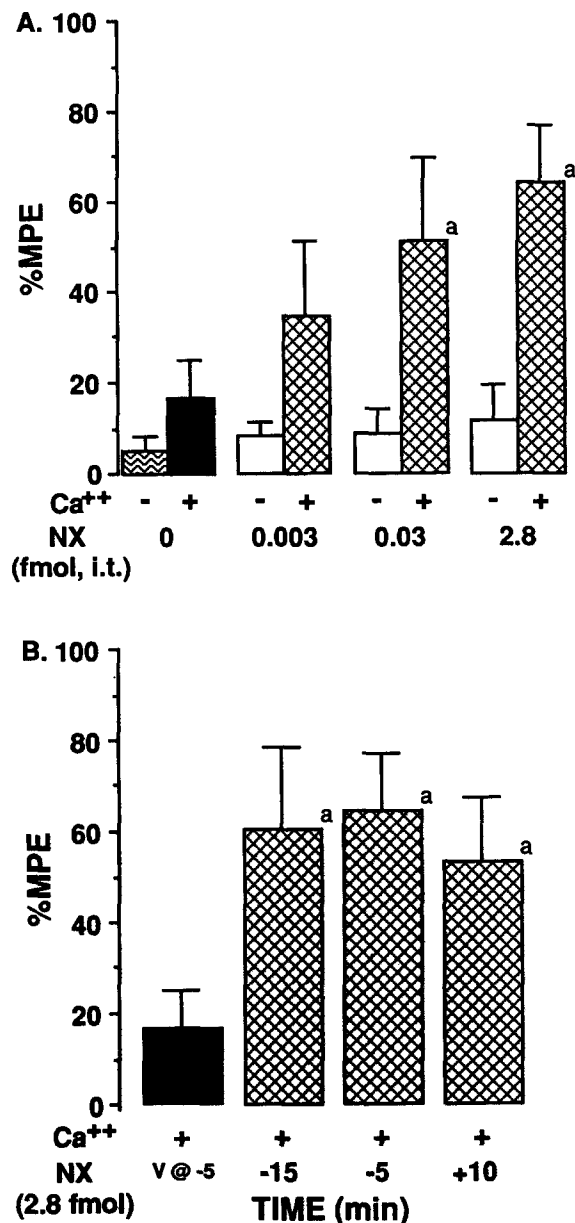 A.
100
80
60
40
20
0
%MPE
a
a
Ca++ - + - + - + - +
NX 0 0.003 0.03 2.8
(fmol, i.t.)
B.
100
80
60
40
20
0
%MPE
a a a
Ca++ + + + +
NX V @ -5 -15 -5 +10
(2.8 fmol) TIME (min)